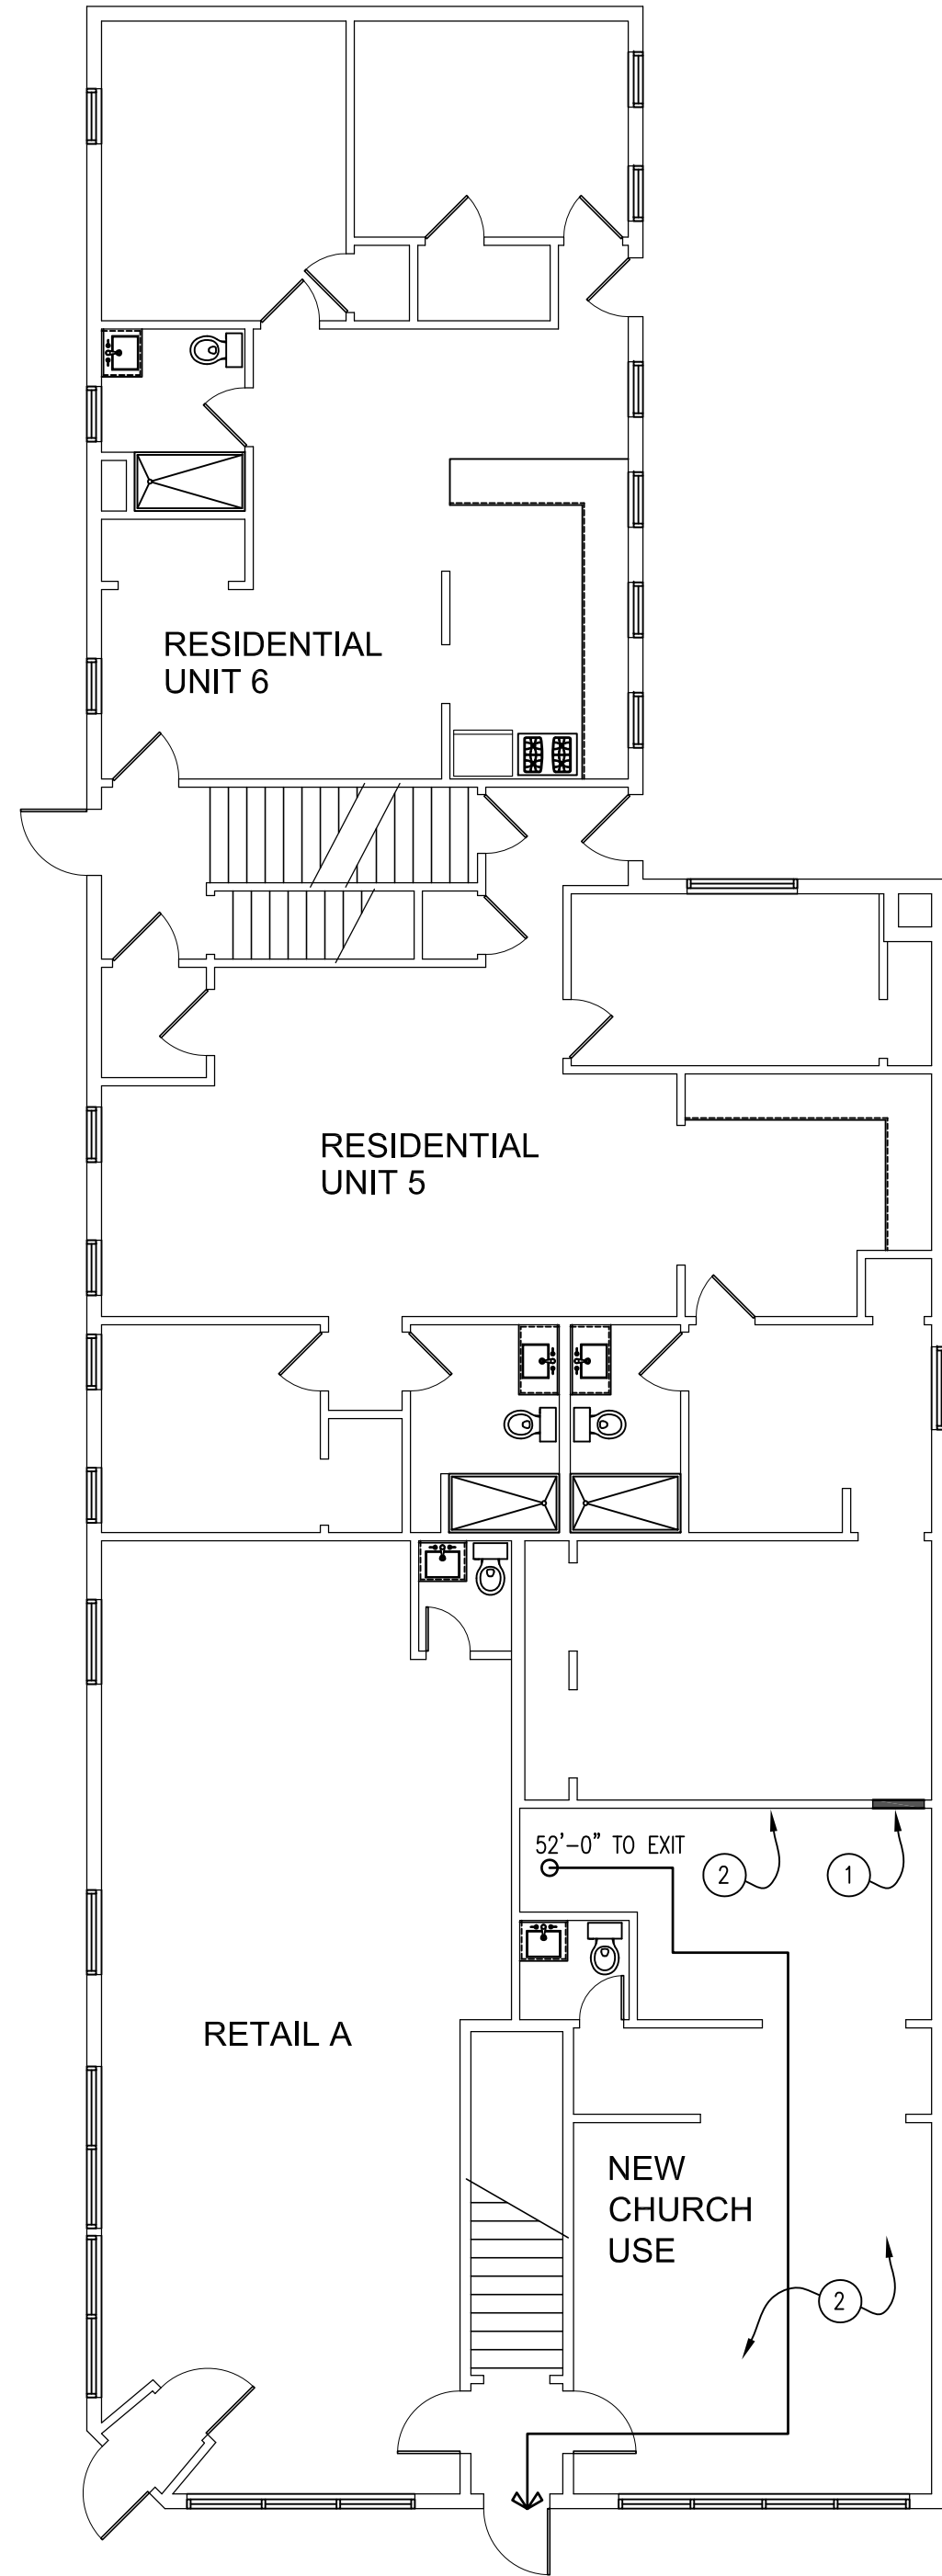 RESIDENTIAL
UNIT 6
RESIDENTIAL
UNIT 5
52'-0" TO EXIT
2
1
RETAIL A
NEW
CHURCH
USE
2